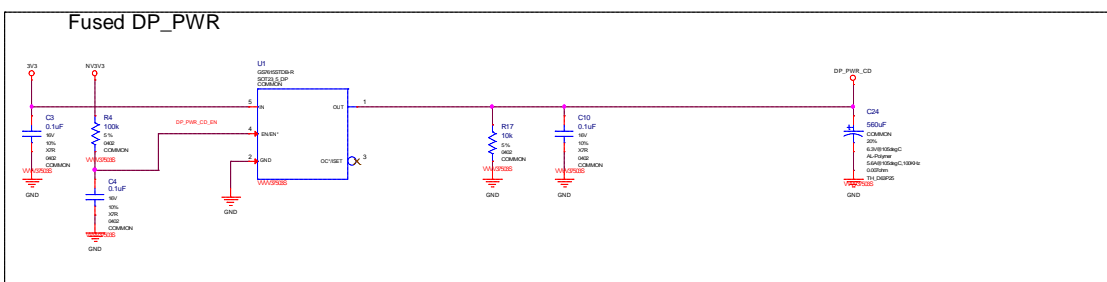 Fused DP_PWR
3V3
NV3V3
U1
GS7615STDB-R
SOT23_5_DP
COMMON
DP_PWR_CD
5
IN
OUT
1
DP_PWR_CD_EN
4
EN/EN*
2
GND
OC*/ISET
3
C3
0.1uF
16V
10%
X7R
0402
COMMON
GND
R4
100k
5%
0402
COMMON
C4
0.1uF
16V
10%
X7R
0402
COMMON
GND
GND
R17
10k
5%
0402
COMMON
GND
C10
0.1uF
16V
10%
X7R
0402
COMMON
GND
C24
560uF
COMMON
20%
6.3V@105degC
AL-Polymer
5.6A@105degC,100KHz
0.007ohm
GND